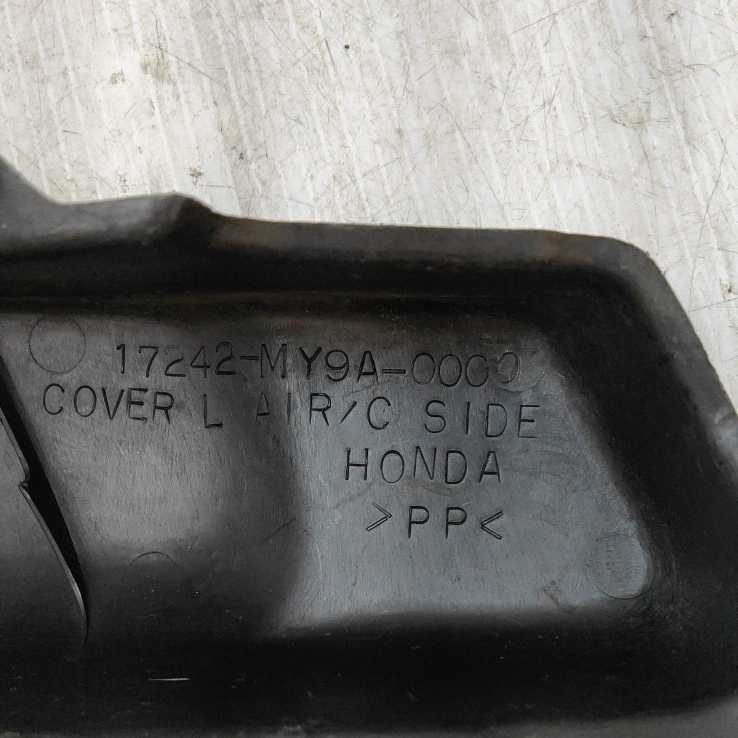 17242-MY9A-0000
COVER L AIR/C SIDE
HONDA
>PP<